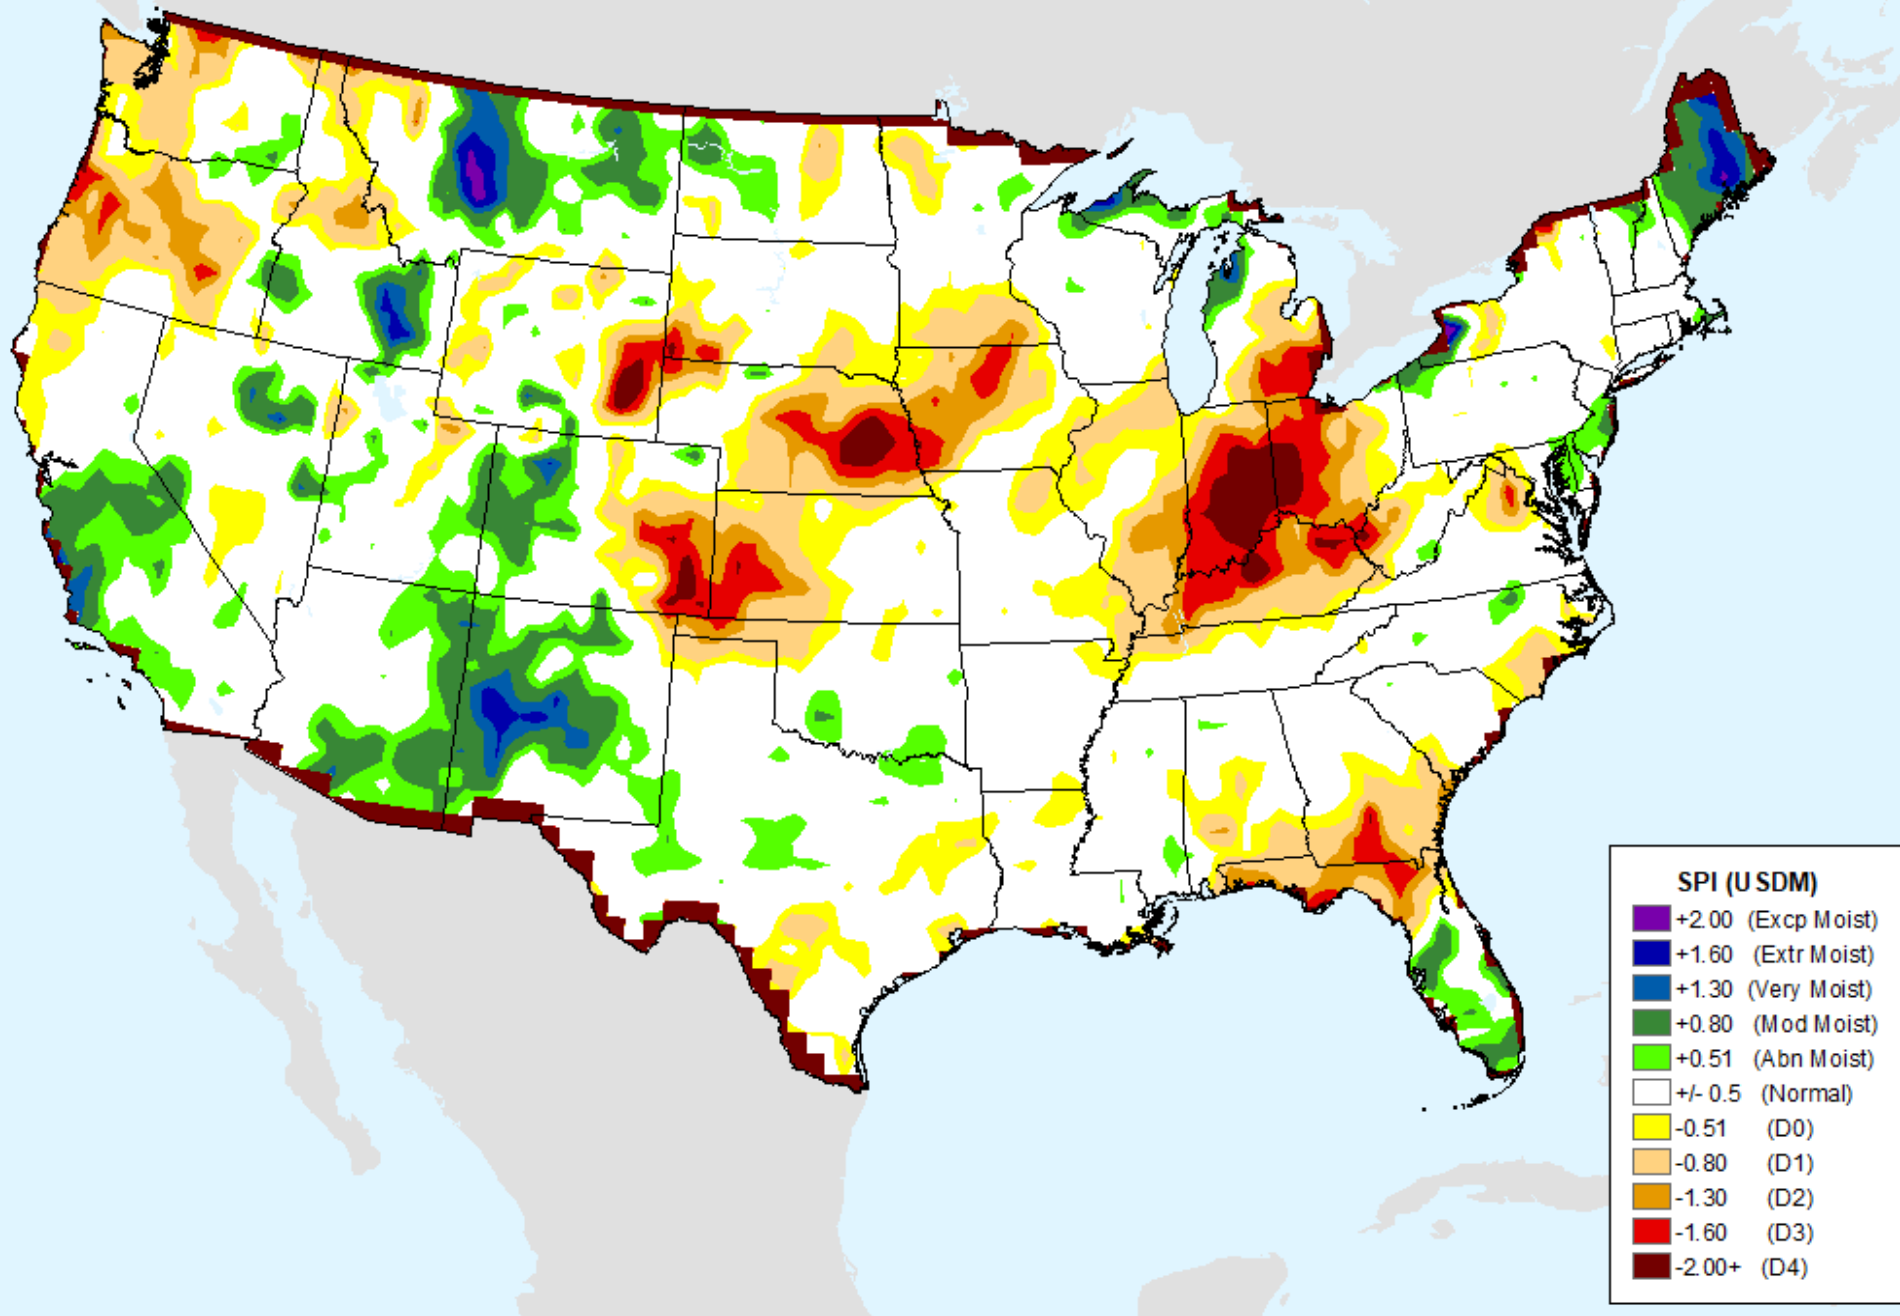 SPI (USDM)
+2.00 (Excp Moist)
+1.60 (Extr Moist)
+1.30 (Very Moist)
+0.80 (Mod Moist)
+0.51 (Abn Moist)
+/- 0.5 (Normal)
-0.51 (D0)
-0.80 (D1)
-1.30 (D2)
-1.60 (D3)
-2.00+ (D4)